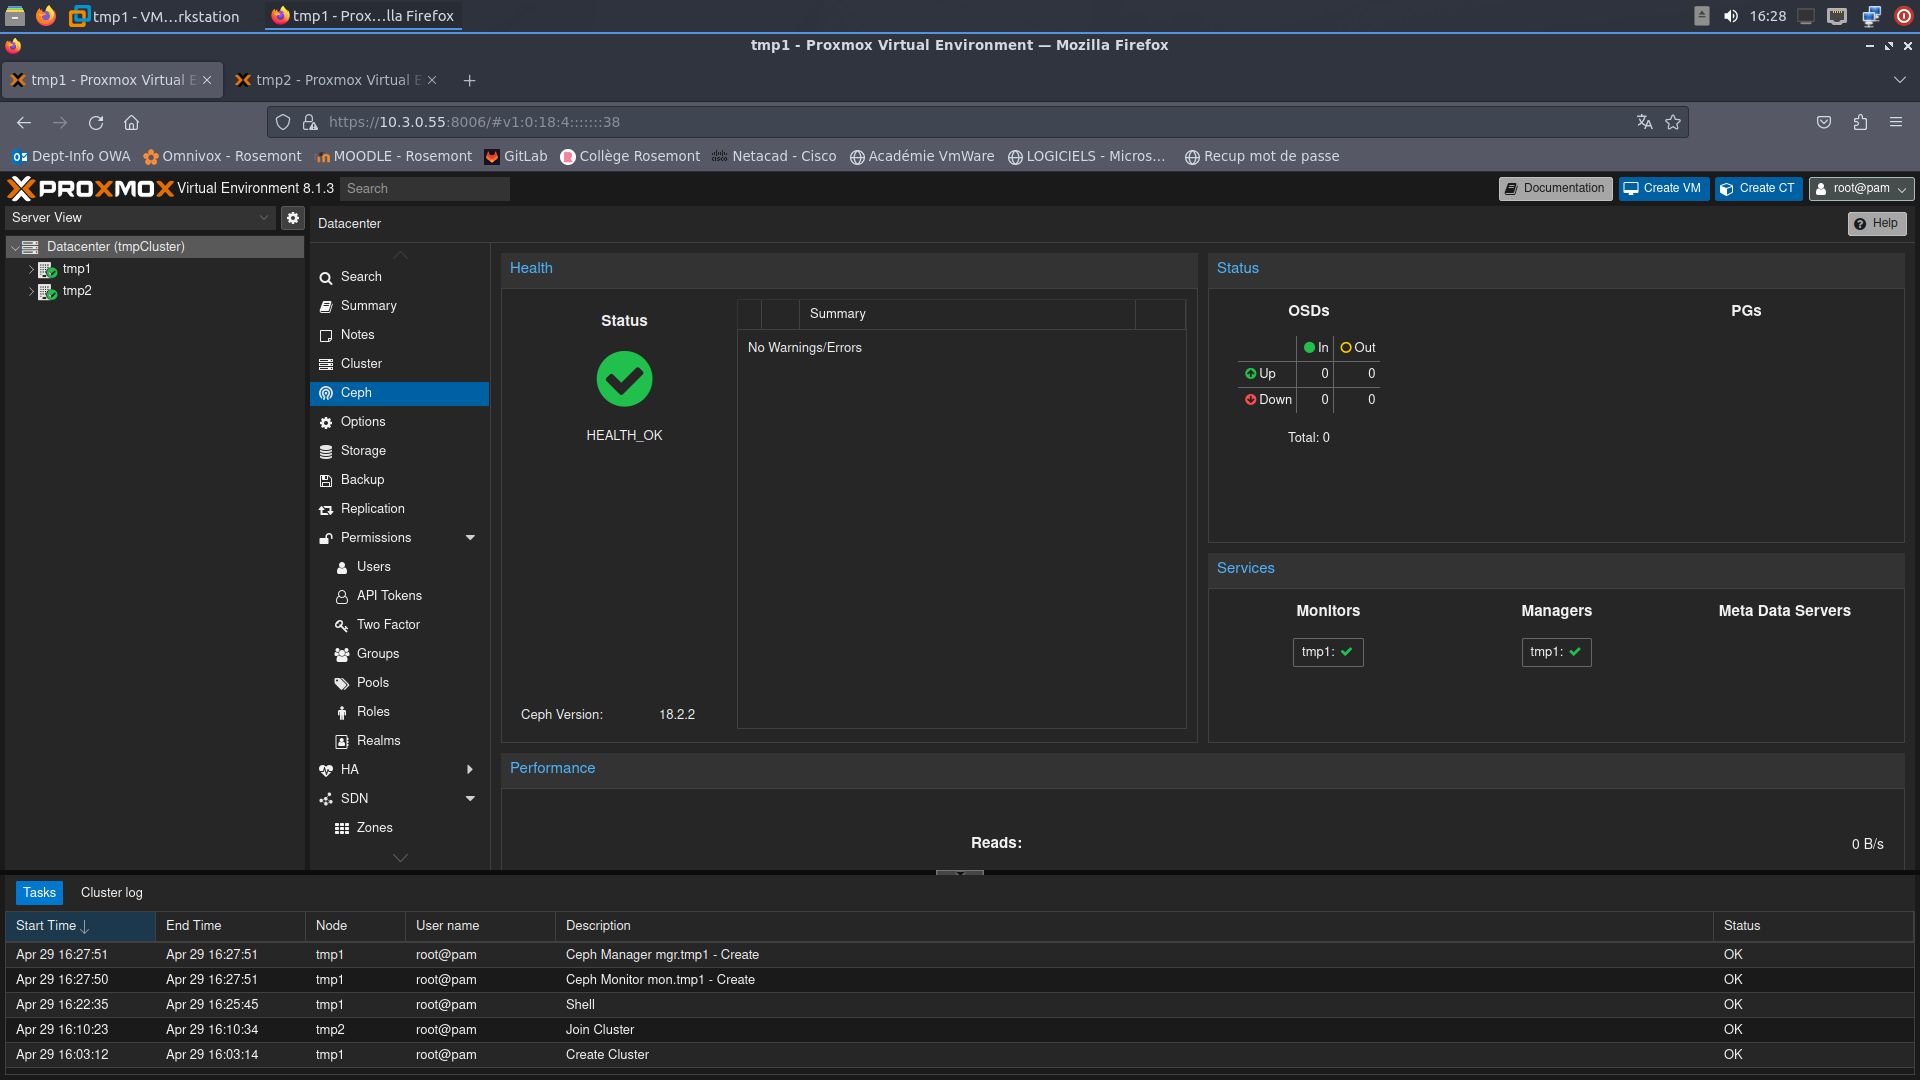 tmp1 - VM...rkstation
tmp1 - Prox...lla Firefox
16:28
tmp1 - Proxmox Virtual Environment — Mozilla Firefox
tmp1 - Proxmox Virtual E
tmp2 - Proxmox Virtual E
https://10.3.0.55:8006/#v1:0:18:4:::::::38
Dept-Info OWA
Omnivox - Rosemont
MOODLE - Rosemont
GitLab
Collège Rosemont
Netacad - Cisco
Académie VmWare
LOGICIELS - Micros...
Recup mot de passe
PROXMOX Virtual Environment 8.1.3
Search
Documentation
Create VM
Create CT
root@pam
Server View
Datacenter
Help
Datacenter (tmpCluster)
tmp1
tmp2
Search
Summary
Notes
Cluster
Ceph
Options
Storage
Backup
Replication
Permissions
Users
API Tokens
Two Factor
Groups
Pools
Roles
Realms
HA
SDN
Zones
Health
Status
HEALTH_OK
Summary
No Warnings/Errors
Ceph Version: 18.2.2
Status
OSDs
PGs
In Out
Up 0 0
Down 0 0
Total: 0
Services
Monitors Managers Meta Data Servers
tmp1: tmp1:
Performance
Reads: 0 B/s
Tasks Cluster log
Start Time End Time Node User name Description Status
Apr 29 16:27:51 Apr 29 16:27:51 tmp1 root@pam Ceph Manager mgr.tmp1 - Create OK
Apr 29 16:27:50 Apr 29 16:27:51 tmp1 root@pam Ceph Monitor mon.tmp1 - Create OK
Apr 29 16:22:35 Apr 29 16:25:45 tmp1 root@pam Shell OK
Apr 29 16:10:23 Apr 29 16:10:34 tmp2 root@pam Join Cluster OK
Apr 29 16:03:12 Apr 29 16:03:14 tmp1 root@pam Create Cluster OK